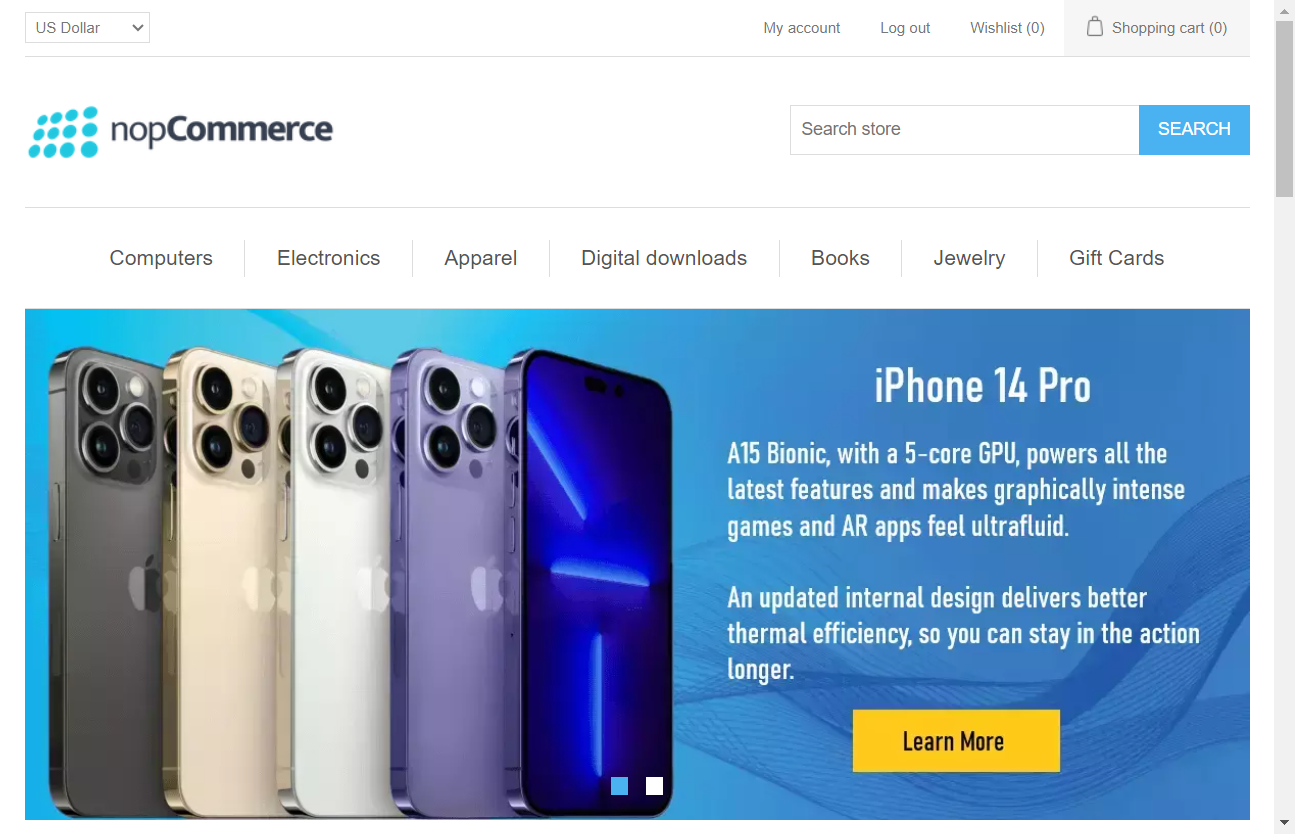 US Dollar
My account
Log out
Wishlist (0)
Shopping cart (0)
nopCommerce
Search store
SEARCH
Computers
Electronics
Apparel
Digital downloads
Books
Jewelry
Gift Cards
iPhone 14 Pro
A15 Bionic, with a 5-core GPU, powers all the
latest features and makes graphically intense
games and AR apps feel ultrafluid.
An updated internal design delivers better
thermal efficiency, so you can stay in the action
longer.
Learn More